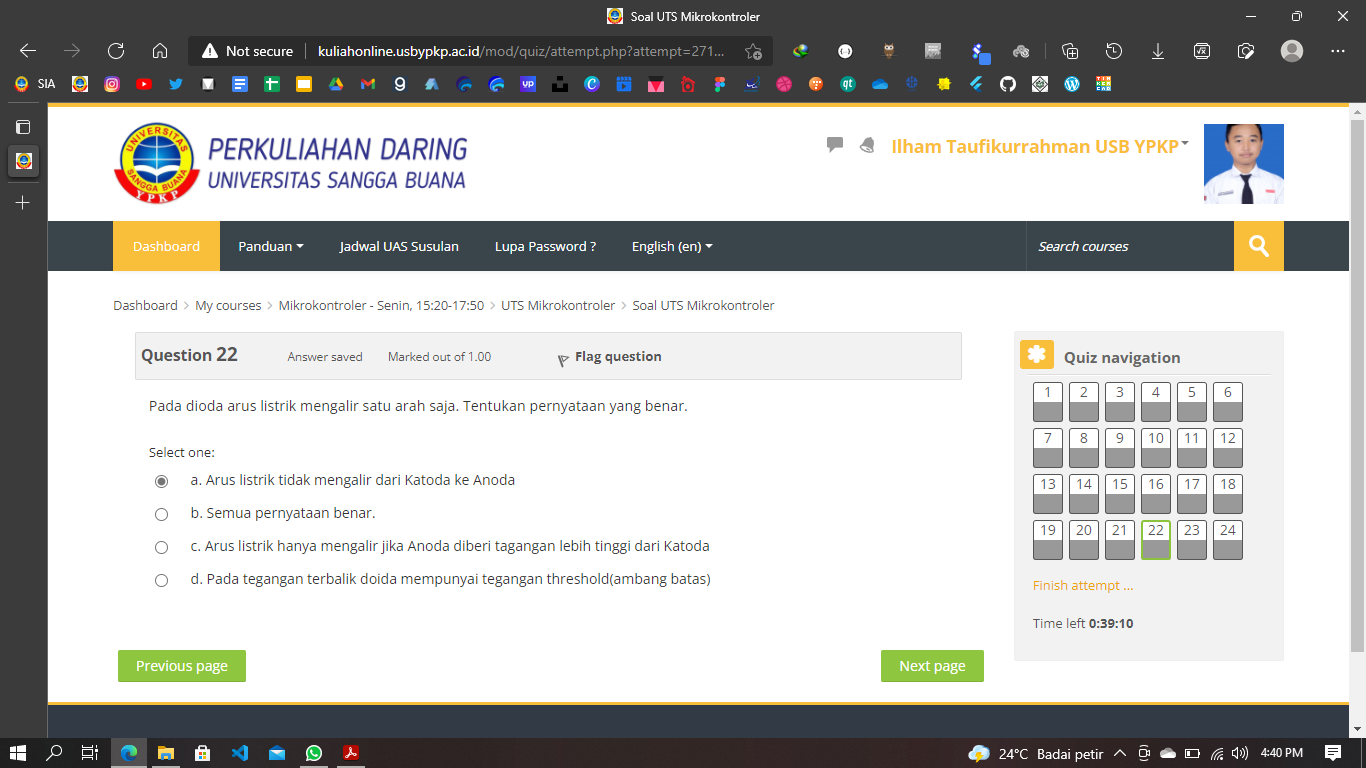 Soal UTS Mikrokontroler
Not secure
kuliahonline.usbypkp.ac.id/mod/quiz/attempt.php?attempt=271...
SIA
UNIVERSITAS
SANGGA BUANA
YPKP
PERKULIAHAN DARING
UNIVERSITAS SANGGA BUANA
Ilham Taufikurrahman USB YPKP
Dashboard
Panduan
Jadwal UAS Susulan
Lupa Password ?
English (en)
Search courses
Dashboard > My courses > Mikrokontroler - Senin, 15:20-17:50 > UTS Mikrokontroler > Soal UTS Mikrokontroler
Question 22
Answer saved
Marked out of 1.00
Flag question
Pada dioda arus listrik mengalir satu arah saja. Tentukan pernyataan yang benar.
Select one:
a. Arus listrik tidak mengalir dari Katoda ke Anoda
b. Semua pernyataan benar.
c. Arus listrik hanya mengalir jika Anoda diberi tagangan lebih tinggi dari Katoda
d. Pada tegangan terbalik doida mempunyai tegangan threshold(ambang batas)
Previous page
Next page
Quiz navigation
1 2 3 4 5 6
7 8 9 10 11 12
13 14 15 16 17 18
19 20 21 22 23 24
Finish attempt ...
Time left 0:39:10
24°C Badai petir
4:40 PM